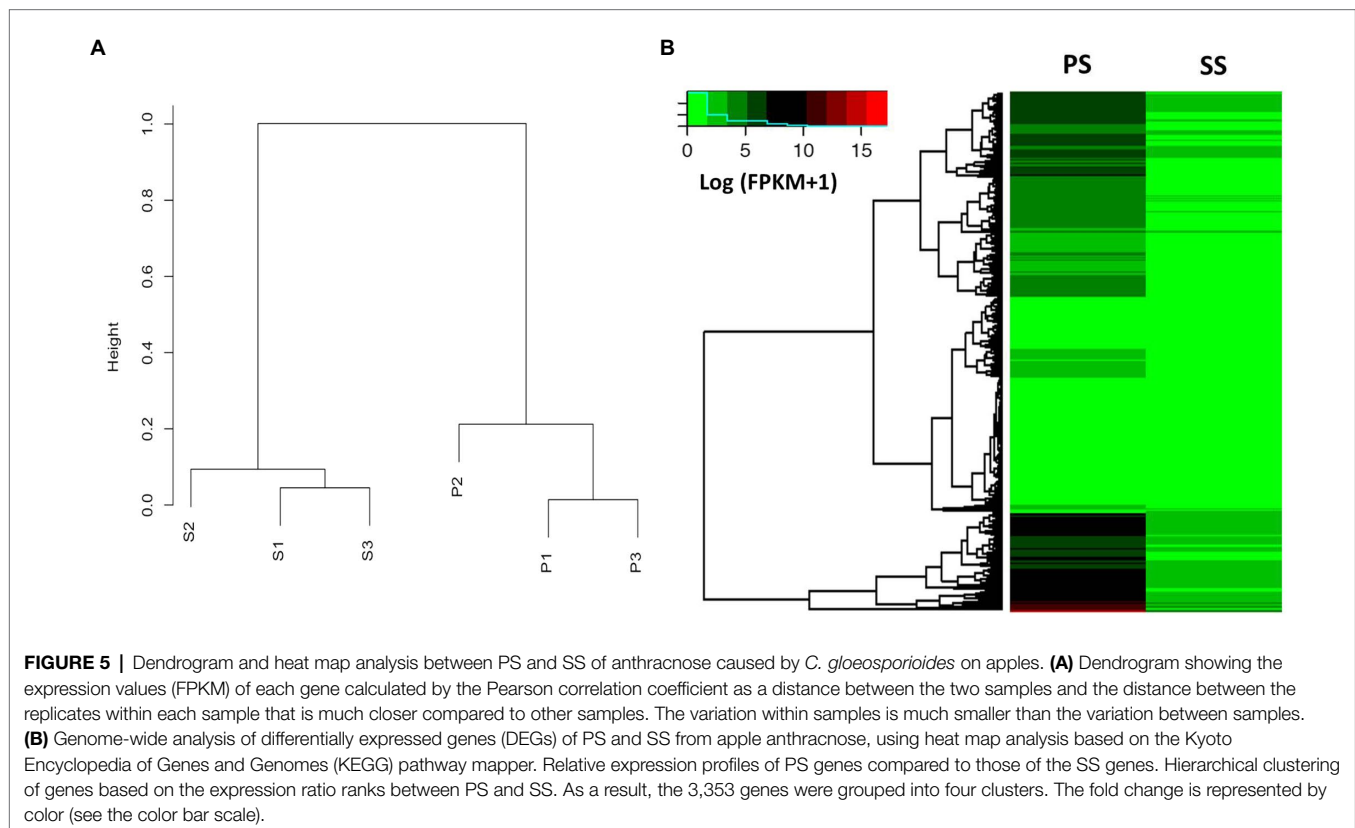 A
Height
0.0
0.2
0.4
0.6
0.8
1.0
S2
S1
S3
P2
P1
P3
B
PS SS
0 5 10 15
Log (FPKM+1)
FIGURE 5 | Dendrogram and heat map analysis between PS and SS of anthracnose caused by C. gloeosporioides on apples. (A) Dendrogram showing the
expression values (FPKM) of each gene calculated by the Pearson correlation coefficient as a distance between the two samples and the distance between the
replicates within each sample that is much closer compared to other samples. The variation within samples is much smaller than the variation between samples.
(B) Genome-wide analysis of differentially expressed genes (DEGs) of PS and SS from apple anthracnose, using heat map analysis based on the Kyoto
Encyclopedia of Genes and Genomes (KEGG) pathway mapper. Relative expression profiles of PS genes compared to those of the SS genes. Hierarchical clustering
of genes based on the expression ratio ranks between PS and SS. As a result, the 3,353 genes were grouped into four clusters. The fold change is represented by
color (see the color bar scale).